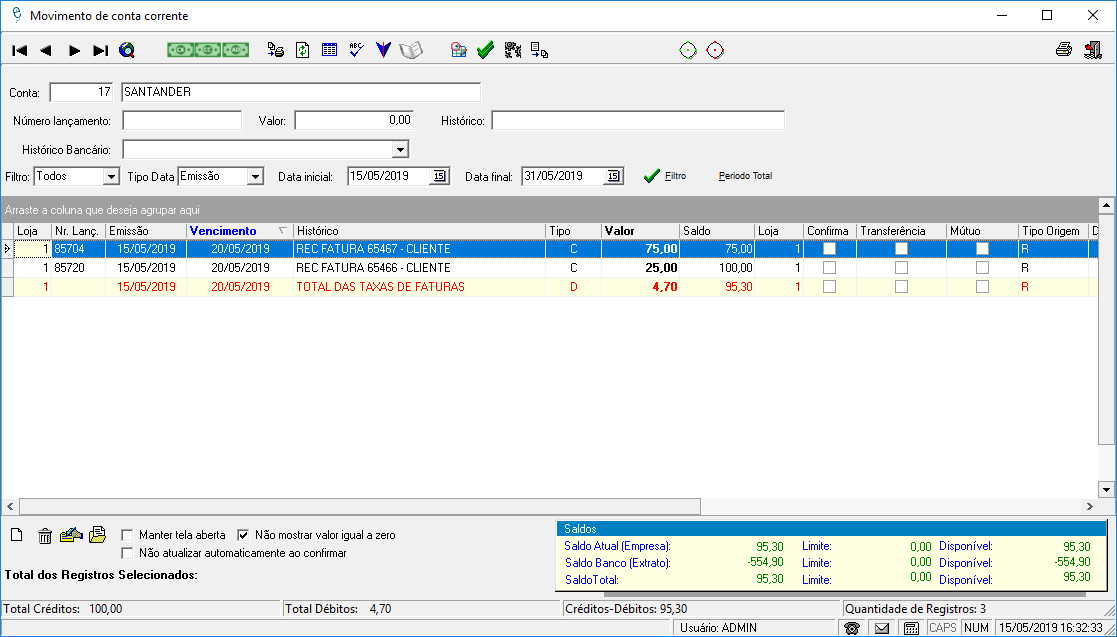 Movimento de conta corrente
Conta: 17 SANTANDER
Número lançamento: Valor: 0,00 Histórico:
Histórico Bancário:
Filtro: Todos Tipo Data Emissão Data inicial: 15/05/2019 15 Data final: 31/05/2019 15 Filtro Periodo Total
Arraste a coluna que deseja agrupar aqui
Loja Nr. Lanç. Emissão Vencimento Histórico Tipo Valor Saldo Loja Confirma Transferência Mútuo Tipo Origem D
1 85704 15/05/2019 20/05/2019 REC FATURA 65467 - CLIENTE C 75,00 75,00 1 R
1 85720 15/05/2019 20/05/2019 REC FATURA 65466 - CLIENTE C 25,00 100,00 1 R
1 15/05/2019 20/05/2019 TOTAL DAS TAXAS DE FATURAS D 4,70 95,30 1 R
Manter tela aberta Não mostrar valor igual a zero
Não atualizar automaticamente ao confirmar
Total dos Registros Selecionados:
Saldos
Saldo Atual (Empresa): 95,30 Limite: 0,00 Disponível: 95,30
Saldo Banco (Extrato): -554,90 Limite: 0,00 Disponível: -554,90
SaldoTotal: 95,30 Limite: 0,00 Disponível: 95,30
Total Créditos: 100,00 Total Débitos: 4,70 Créditos-Débitos: 95,30 Quantidade de Registros: 3
Usuário: ADMIN CAPS NUM 15/05/2019 16:32:33